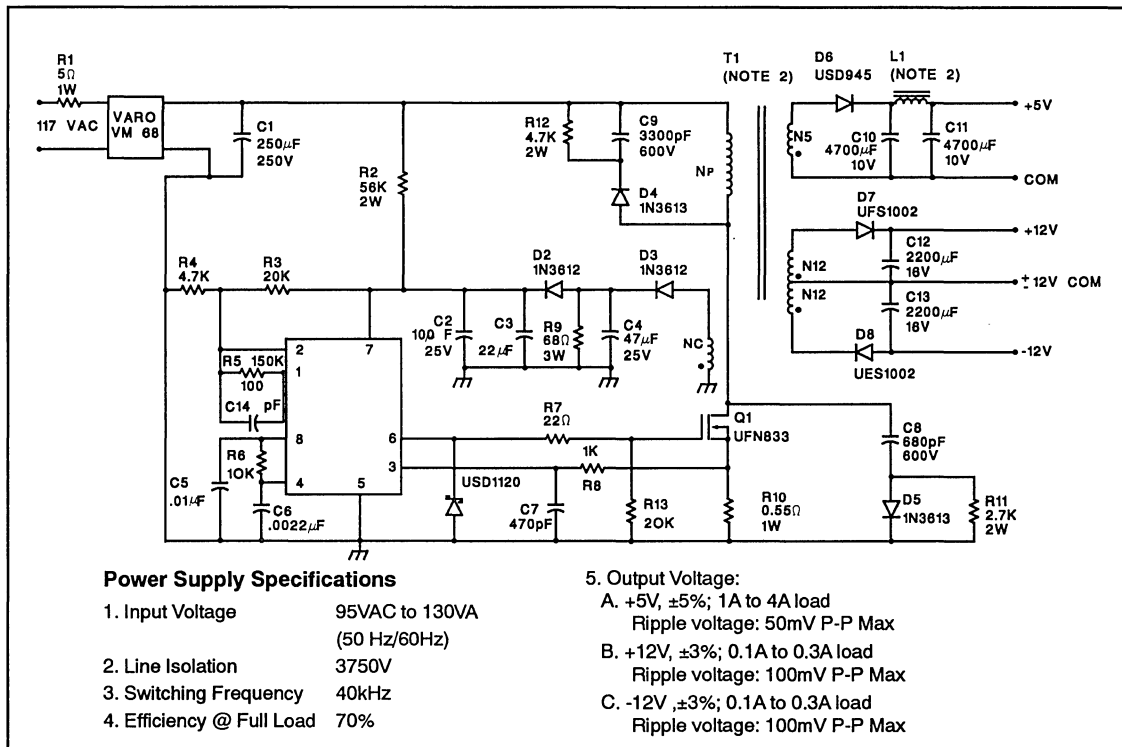 R1
5Ω
1W
117 VAC
VARO
VM 68
C1
250µF
250V
R2
56K
2W
R12
4.7K
2W
C9
3300pF
600V
D4
1N3613
NP
T1
(NOTE 2)
D6
USD945
L1
(NOTE 2)
N5
C10
4700µF
10V
C11
4700µF
10V
+5V
COM
D7
UFS1002
+12V
N12
N12
C12
2200µF
16V
± 12V COM
C13
2200µF
16V
D8
UES1002
-12V
R4
4.7K
R3
20K
D2
1N3612
D3
1N3612
C2
100 F
25V
C3
22µF
R9
68Ω
3W
C4
47µF
25V
NC
2
7
R5 150K
1
100
C14 pF
8
R6
10K
4
5
6
3
C5
.01µF
C6
.0022µF
R7
22Ω
1K
R8
USD1120
C7
470pF
R13
20K
Q1
UFN833
R10
0.55Ω
1W
C8
680pF
600V
D5
1N3613
R11
2.7K
2W
Power Supply Specifications
1. Input Voltage 95VAC to 130VA
(50 Hz/60Hz)
2. Line Isolation 3750V
3. Switching Frequency 40kHz
4. Efficiency @ Full Load 70%
5. Output Voltage:
A. +5V, ±5%; 1A to 4A load
Ripple voltage: 50mV P-P Max
B. +12V, ±3%; 0.1A to 0.3A load
Ripple voltage: 100mV P-P Max
C. -12V ,±3%; 0.1A to 0.3A load
Ripple voltage: 100mV P-P Max